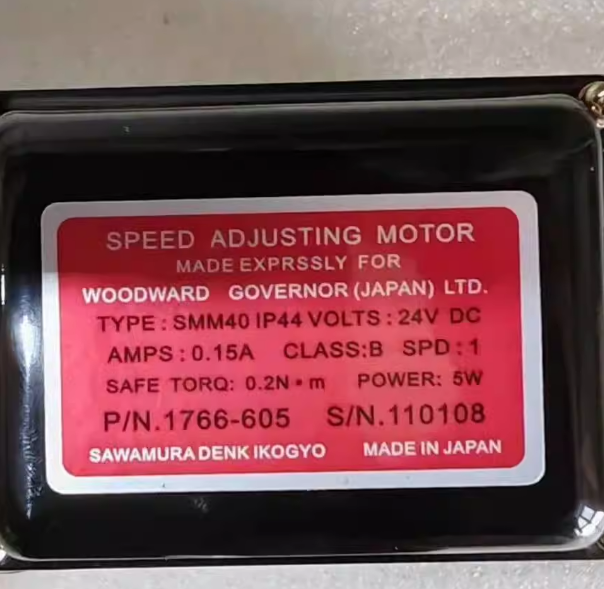 SPEED ADJUSTING MOTOR
MADE EXPRSSLY FOR
WOODWARD GOVERNOR (JAPAN) LTD.
TYPE : SMM40 IP44 VOLTS : 24V DC
AMPS : 0.15A CLASS:B SPD : 1
SAFE TORQ: 0.2N•m POWER: 5W
P/N.1766-605 S/N.110108
SAWAMURA DENK IKOGYO MADE IN JAPAN